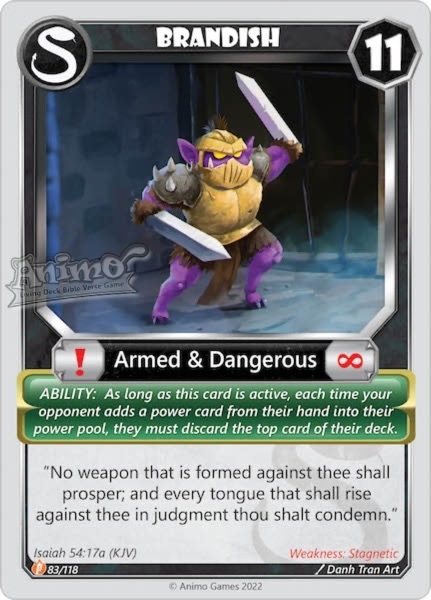 S
BRANDISH
11
Animo
Living Deck Bible Verse Game
! Armed & Dangerous ∞
ABILITY: As long as this card is active, each time your
opponent adds a power card from their hand into their
power pool, they must discard the top card of their deck.
"No weapon that is formed against thee shall
prosper; and every tongue that shall rise
against thee in judgment thou shalt condemn."
Isaiah 54:17a (KJV)
Weakness: Stagnetic
83/118
Danh Tran Art
© Animo Games 2022